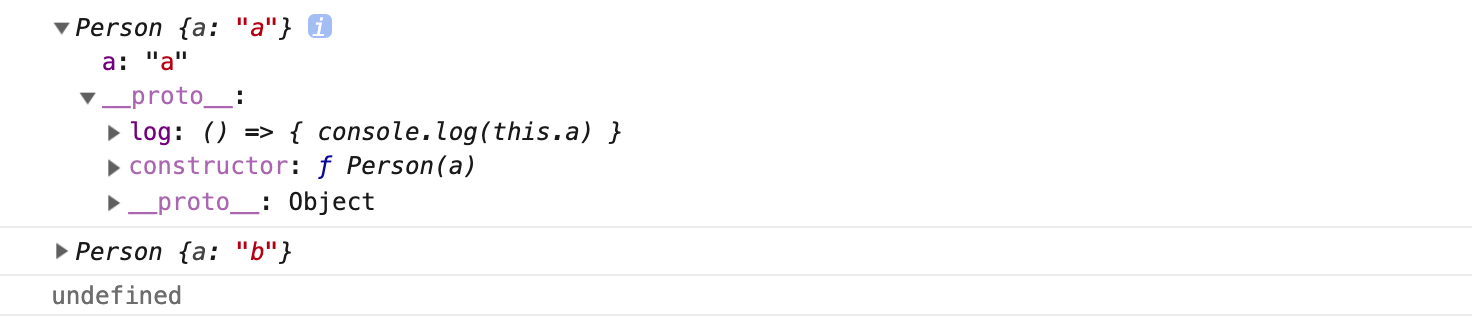 Person {a: "a"} i
a: "a"
__proto__:
log: () => { console.log(this.a) }
constructor: ƒ Person(a)
__proto__: Object
Person {a: "b"}
undefined